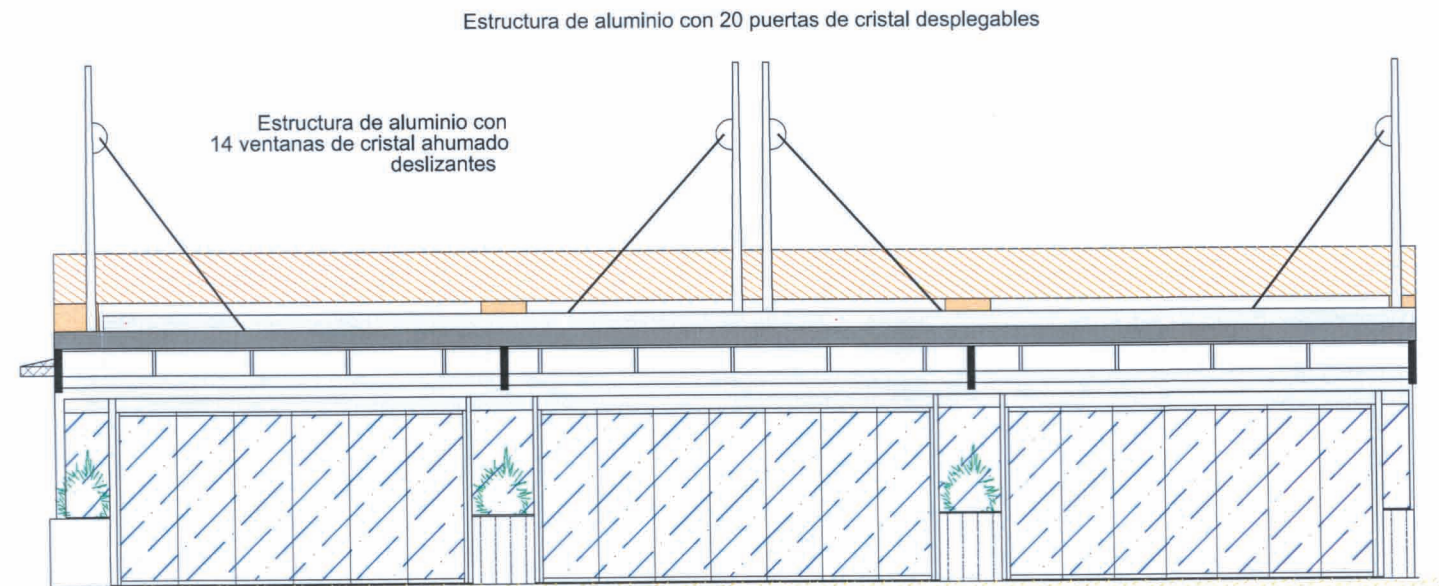 Estructura de aluminio con 20 puertas de cristal desplegables
Estructura de aluminio con
14 ventanas de cristal ahumado
deslizantes